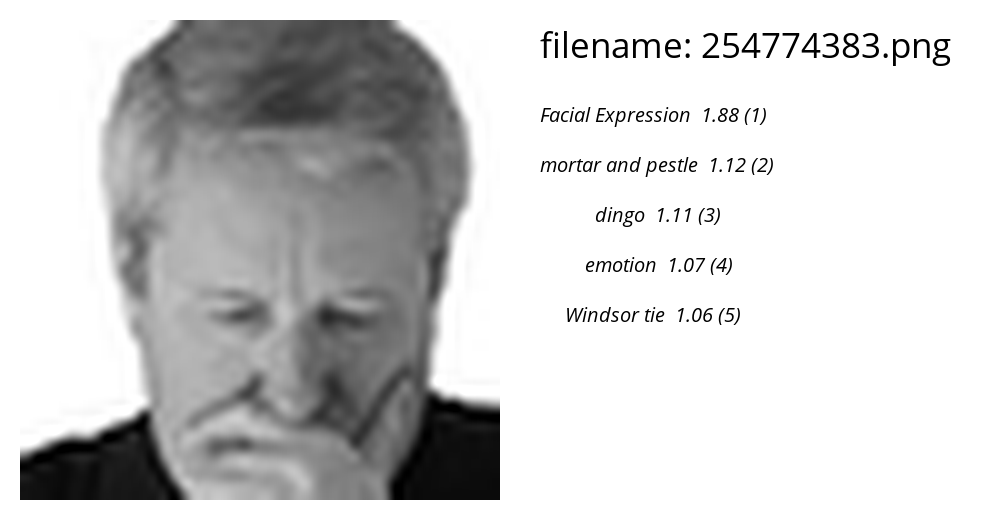 filename: 254774383.png
Facial Expression 1.88 (1)
mortar and pestle 1.12 (2)
dingo 1.11 (3)
emotion 1.07 (4)
Windsor tie 1.06 (5)